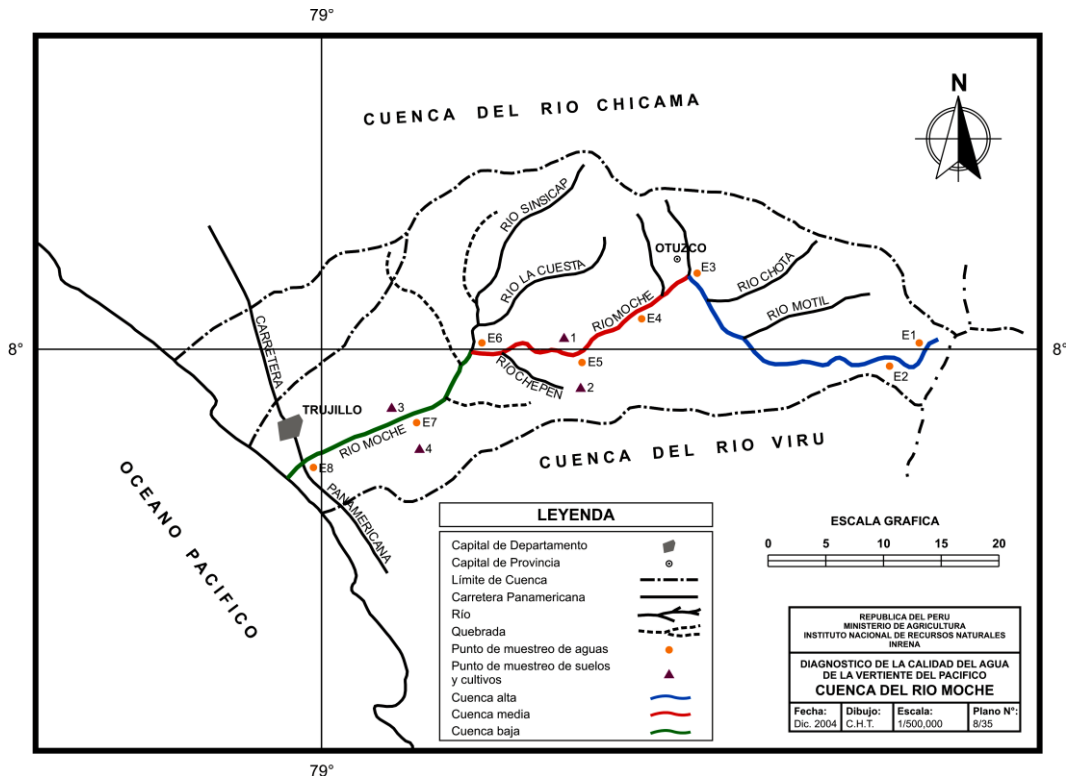 79°
CUENCA DEL RIO CHICAMA
N
RIO SINSICAP
OTUZCO
E3
RIO LA CUESTA
RIO CHOTA
RIO MOCHE
RIO MOTIL
E4
E6
1
E1
8°
8°
E5
E2
RIO CHEPEN
2
CARRETERA
3
TRUJILLO
E7
RIO MOCHE
4
CUENCA DEL RIO VIRU
E8
PANAMERICANA
OCEANO PACIFICO
LEYENDA
Capital de Departamento
Capital de Provincia
Límite de Cuenca
Carretera Panamericana
Río
Quebrada
Punto de muestreo de aguas
Punto de muestreo de suelos
y cultivos
Cuenca alta
Cuenca media
Cuenca baja
ESCALA GRAFICA
0 5 10 15 20
REPUBLICA DEL PERU
MINISTERIO DE AGRICULTURA
INSTITUTO NACIONAL DE RECURSOS NATURALES
INRENA
DIAGNOSTICO DE LA CALIDAD DEL AGUA
DE LA VERTIENTE DEL PACIFICO
CUENCA DEL RIO MOCHE
Fecha: Dibujo: Escala: Plano N°:
Dic. 2004 C.H.T. 1/500,000 8/35
79°